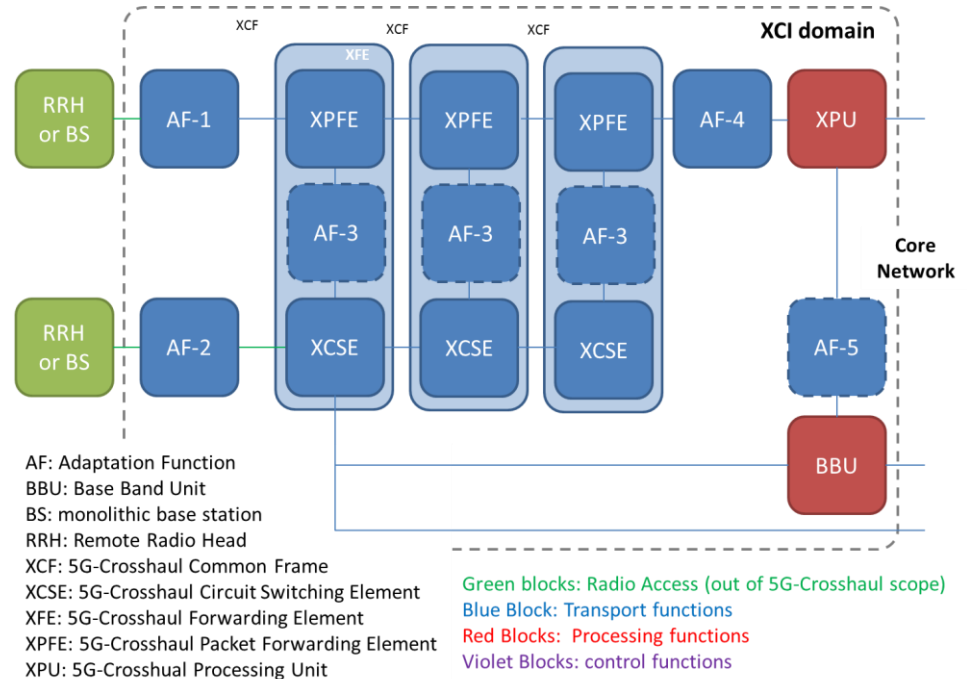 XCF
XCF
XCF
XCI domain
XFE
RRH
or BS
AF-1
XPFE
XPFE
XPFE
AF-4
XPU
AF-3
AF-3
AF-3
Core
Network
RRH
or BS
AF-2
XCSE
XCSE
XCSE
AF-5
BBU
AF: Adaptation Function
BBU: Base Band Unit
BS: monolithic base station
RRH: Remote Radio Head
XCF: 5G-Crosshaul Common Frame
XCSE: 5G-Crosshaul Circuit Switching Element
XFE: 5G-Crosshaul Forwarding Element
XPFE: 5G-Crosshaul Packet Forwarding Element
XPU: 5G-Crosshual Processing Unit
Green blocks: Radio Access (out of 5G-Crosshaul scope)
Blue Block: Transport functions
Red Blocks:  Processing functions
Violet Blocks: control functions